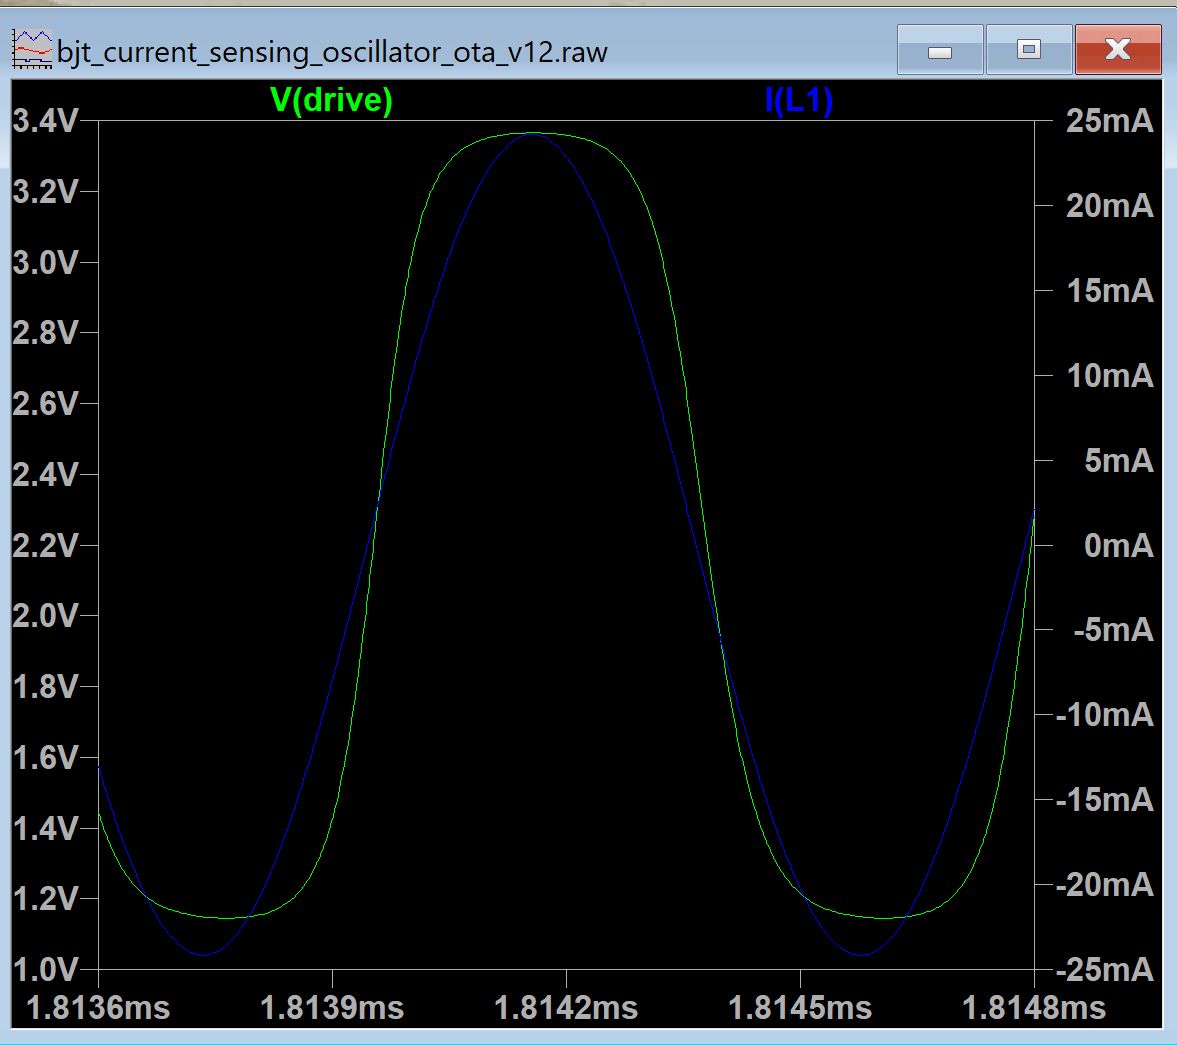 bjt_current_sensing_oscillator_ota_v12.raw
V(drive) I(L1)
3.4V 25mA
3.2V 20mA
3.0V 15mA
2.8V 10mA
2.6V 5mA
2.4V 0mA
2.2V -5mA
2.0V -10mA
1.8V -15mA
1.6V -20mA
1.4V -25mA
1.2V
1.0V
1.8136ms 1.8139ms 1.8142ms 1.8145ms 1.8148ms